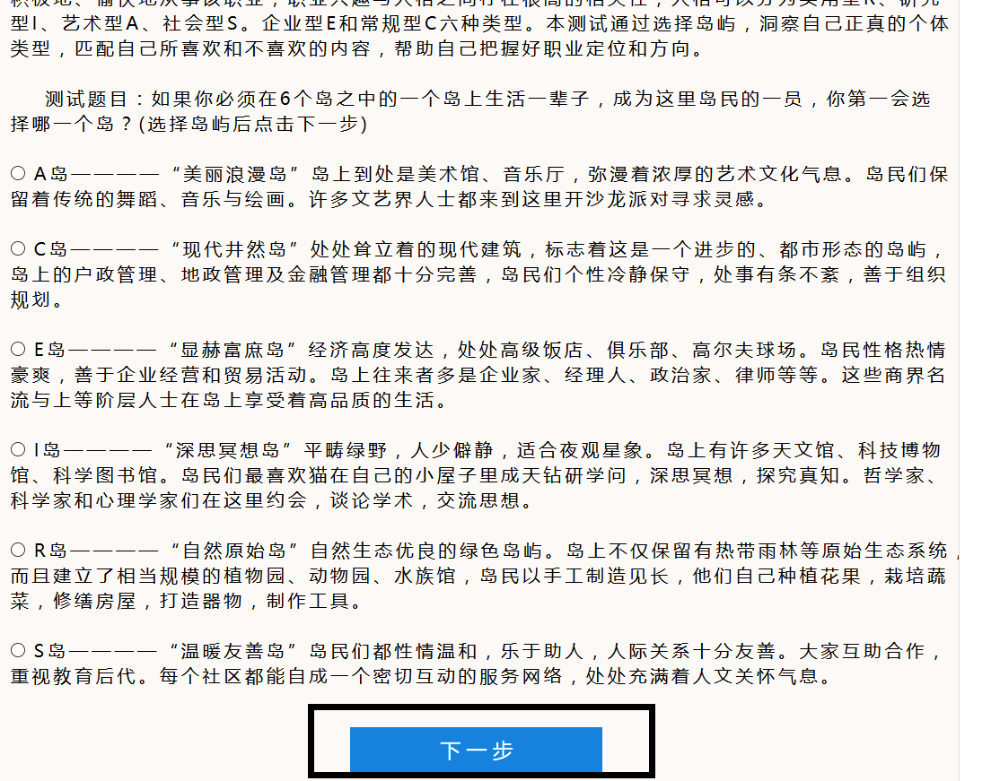 型I、艺术型A、社会型S。企业型E和常规型C六种类型。本测试通过选择岛屿，洞察自己正真的个体
类型，匹配自己所喜欢和不喜欢的内容，帮助自己把握好职业定位和方向。
测试题目：如果你必须在6个岛之中的一个岛上生活一辈子，成为这里岛民的一员，你第一会选
择哪一个岛？(选择岛屿后点击下一步)
A岛————“美丽浪漫岛”岛上到处是美术馆、音乐厅，弥漫着浓厚的艺术文化气息。岛民们保
留着传统的舞蹈、音乐与绘画。许多文艺界人士都来到这里开沙龙派对寻求灵感。
C岛————“现代井然岛”处处耸立着的现代建筑，标志着这是一个进步的、都市形态的岛屿，
岛上的户政管理、地政管理及金融管理都十分完善，岛民们个性冷静保守，处事有条不紊，善于组织
规划。
E岛————“显赫富庶岛”经济高度发达，处处高级饭店、俱乐部、高尔夫球场。岛民性格热情
豪爽，善于企业经营和贸易活动。岛上往来者多是企业家、经理人、政治家、律师等等。这些商界名
流与上等阶层人士在岛上享受着高品质的生活。
I岛————“深思冥想岛”平畴绿野，人少僻静，适合夜观星象。岛上有许多天文馆、科技博物
馆、科学图书馆。岛民们最喜欢猫在自己的小屋子里成天钻研学问，深思冥想，探究真知。哲学家、
科学家和心理学家们在这里约会，谈论学术，交流思想。
R岛————“自然原始岛”自然生态优良的绿色岛屿。岛上不仅保留有热带雨林等原始生态系统，
而且建立了相当规模的植物园、动物园、水族馆，岛民以手工制造见长，他们自己种植花果，栽培蔬
菜，修缮房屋，打造器物，制作工具。
S岛————“温暖友善岛”岛民们都性情温和，乐于助人，人际关系十分友善。大家互助合作，
重视教育后代。每个社区都能自成一个密切互动的服务网络，处处充满着人文关怀气息。
下一步